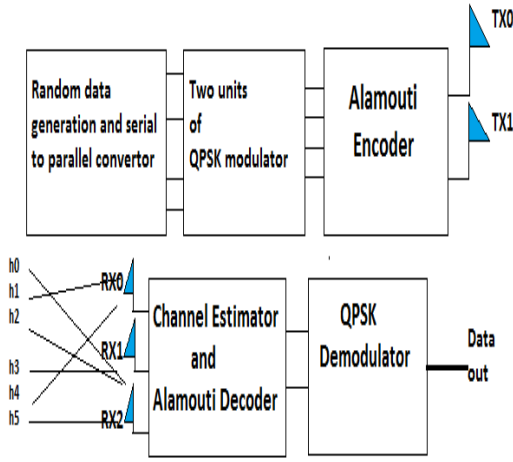 Random data
generation and serial
to parallel convertor
Two units
of
QPSK modulator
Alamouti
Encoder
TX0
TX1
h0
h1
h2
h3
h4
h5
RX0
RX1
RX2
Channel Estimator
and
Alamouti Decoder
QPSK
Demodulator
Data
out